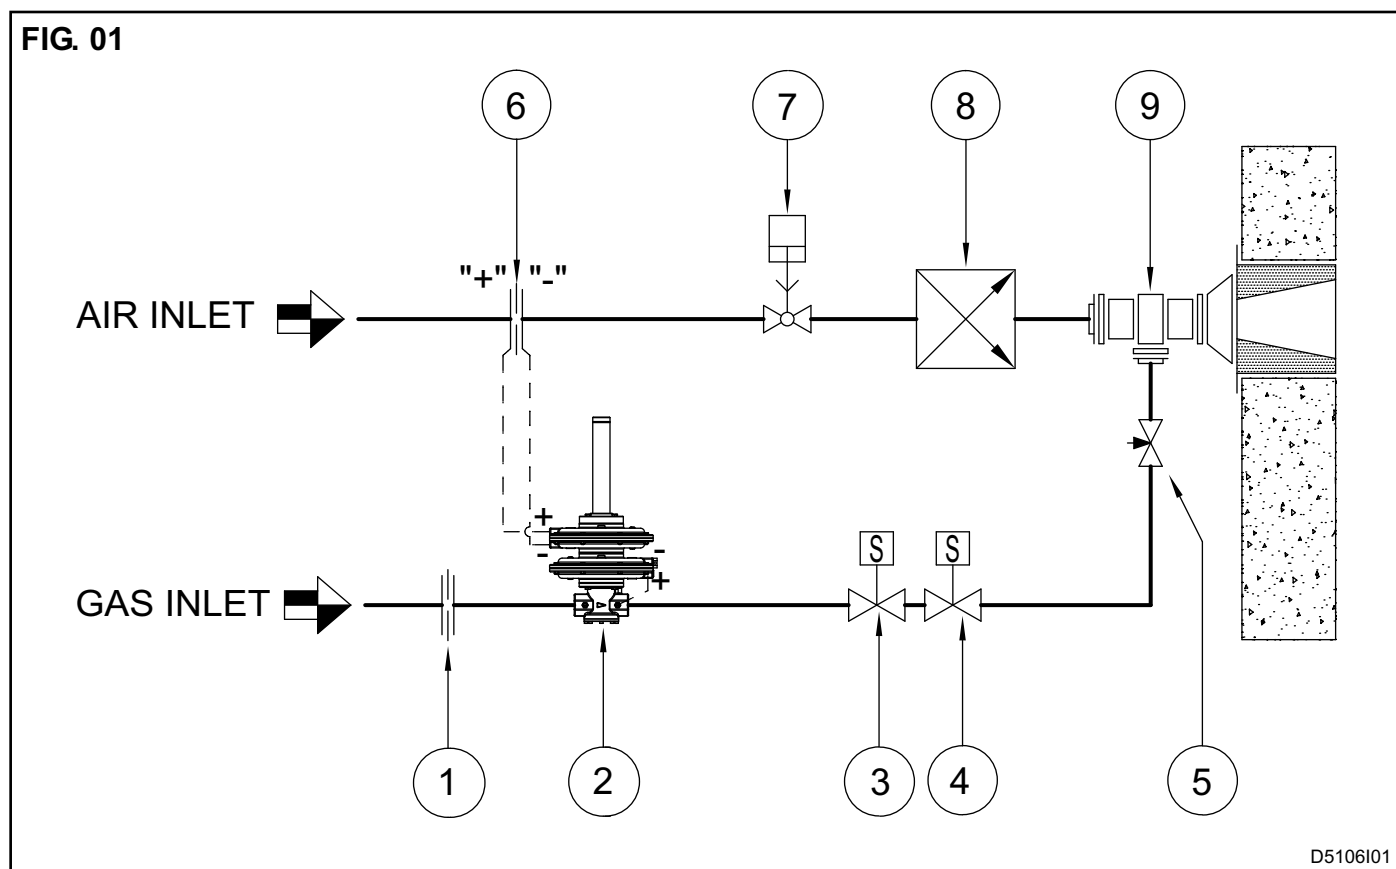 FIG. 01
6
7
8
9
"+" "-"
AIR INLET
+
-
-
+
S
S
GAS INLET
1
2
3
4
5
D5106I01